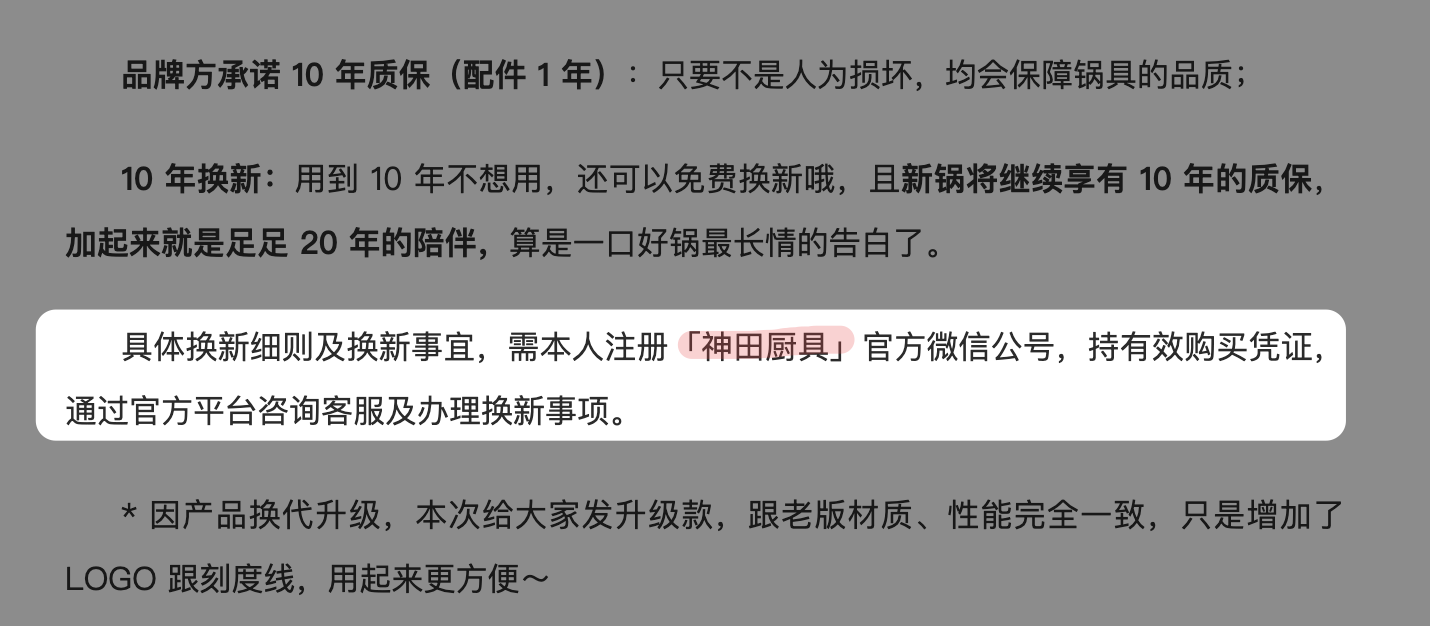 品牌方承诺 10 年质保（配件 1 年）：只要不是人为损坏，均会保障锅具的品质；
10 年换新：用到 10 年不想用，还可以免费换新哦，且新锅将继续享有 10 年的质保，
加起来就是足足 20 年的陪伴，算是一口好锅最长情的告白了。
具体换新细则及换新事宜，需本人注册「神田厨具」官方微信公号，持有效购买凭证，
通过官方平台咨询客服及办理换新事项。
* 因产品换代升级，本次给大家发升级款，跟老版材质、性能完全一致，只是增加了
LOGO 跟刻度线，用起来更方便～